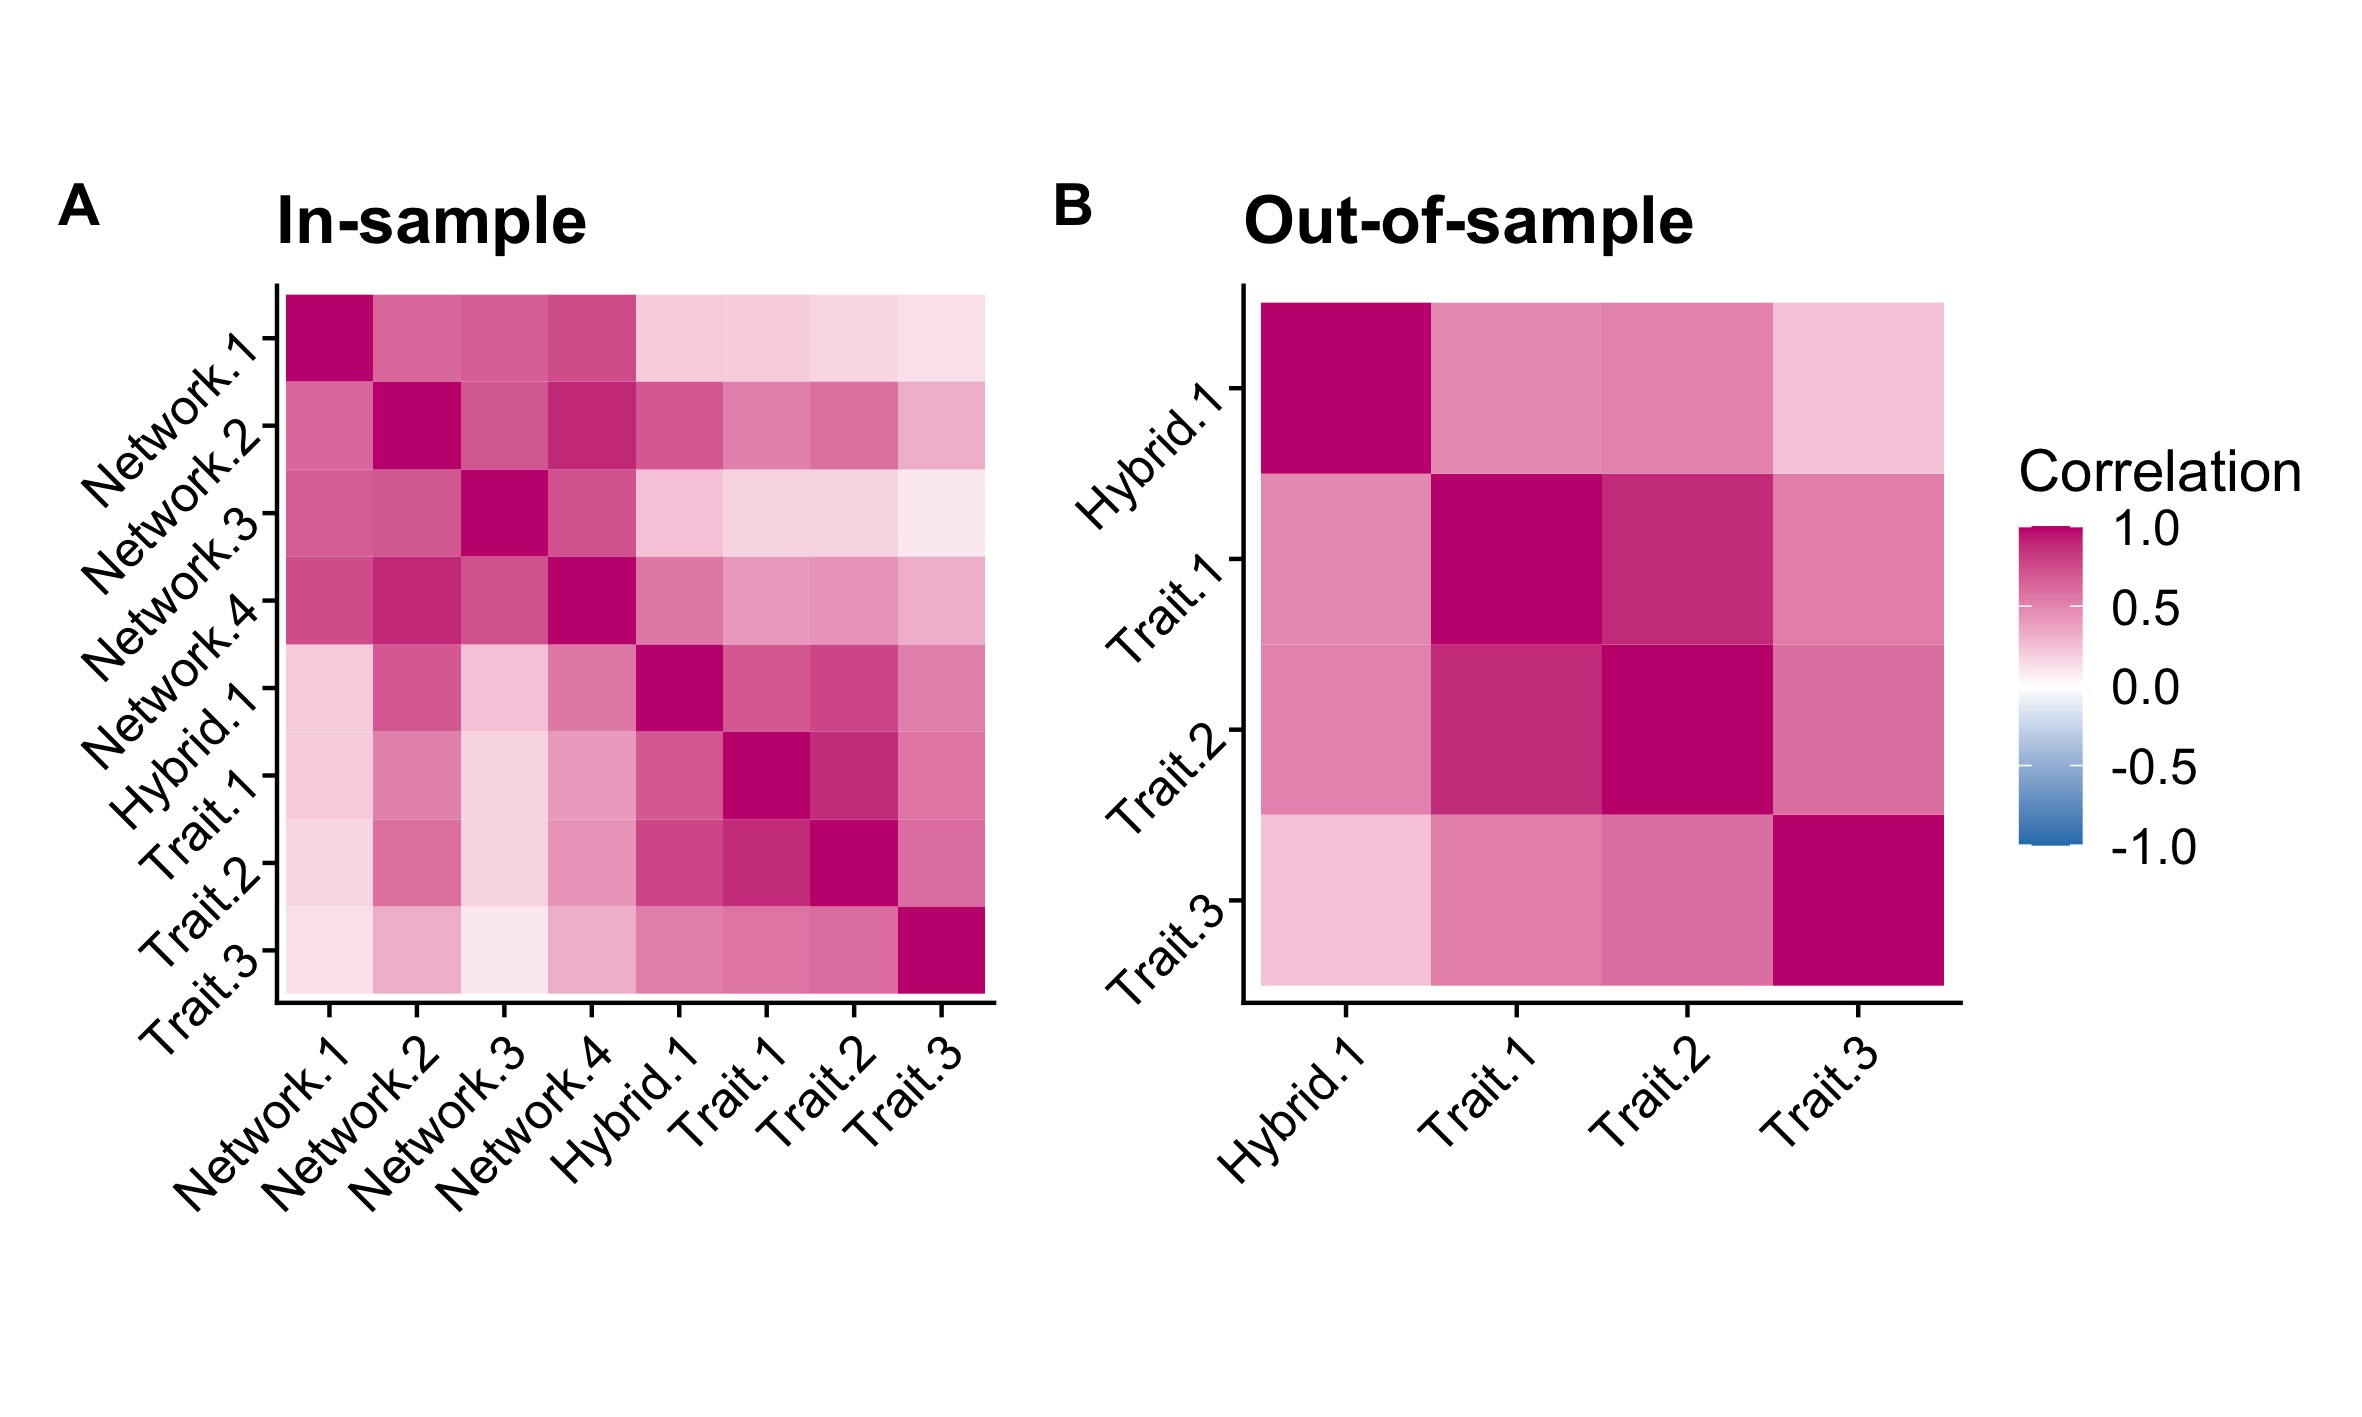 A
In-sample
Network.1
Network.2
Network.3
Network.4
Hybrid.1
Trait.1
Trait.2
Trait.3
Network.1
Network.2
Network.3
Network.4
Hybrid.1
Trait.1
Trait.2
Trait.3
B
Out-of-sample
Hybrid.1
Trait.1
Trait.2
Trait.3
Hybrid.1
Trait.1
Trait.2
Trait.3
Correlation
1.0
0.5
0.0
-0.5
-1.0